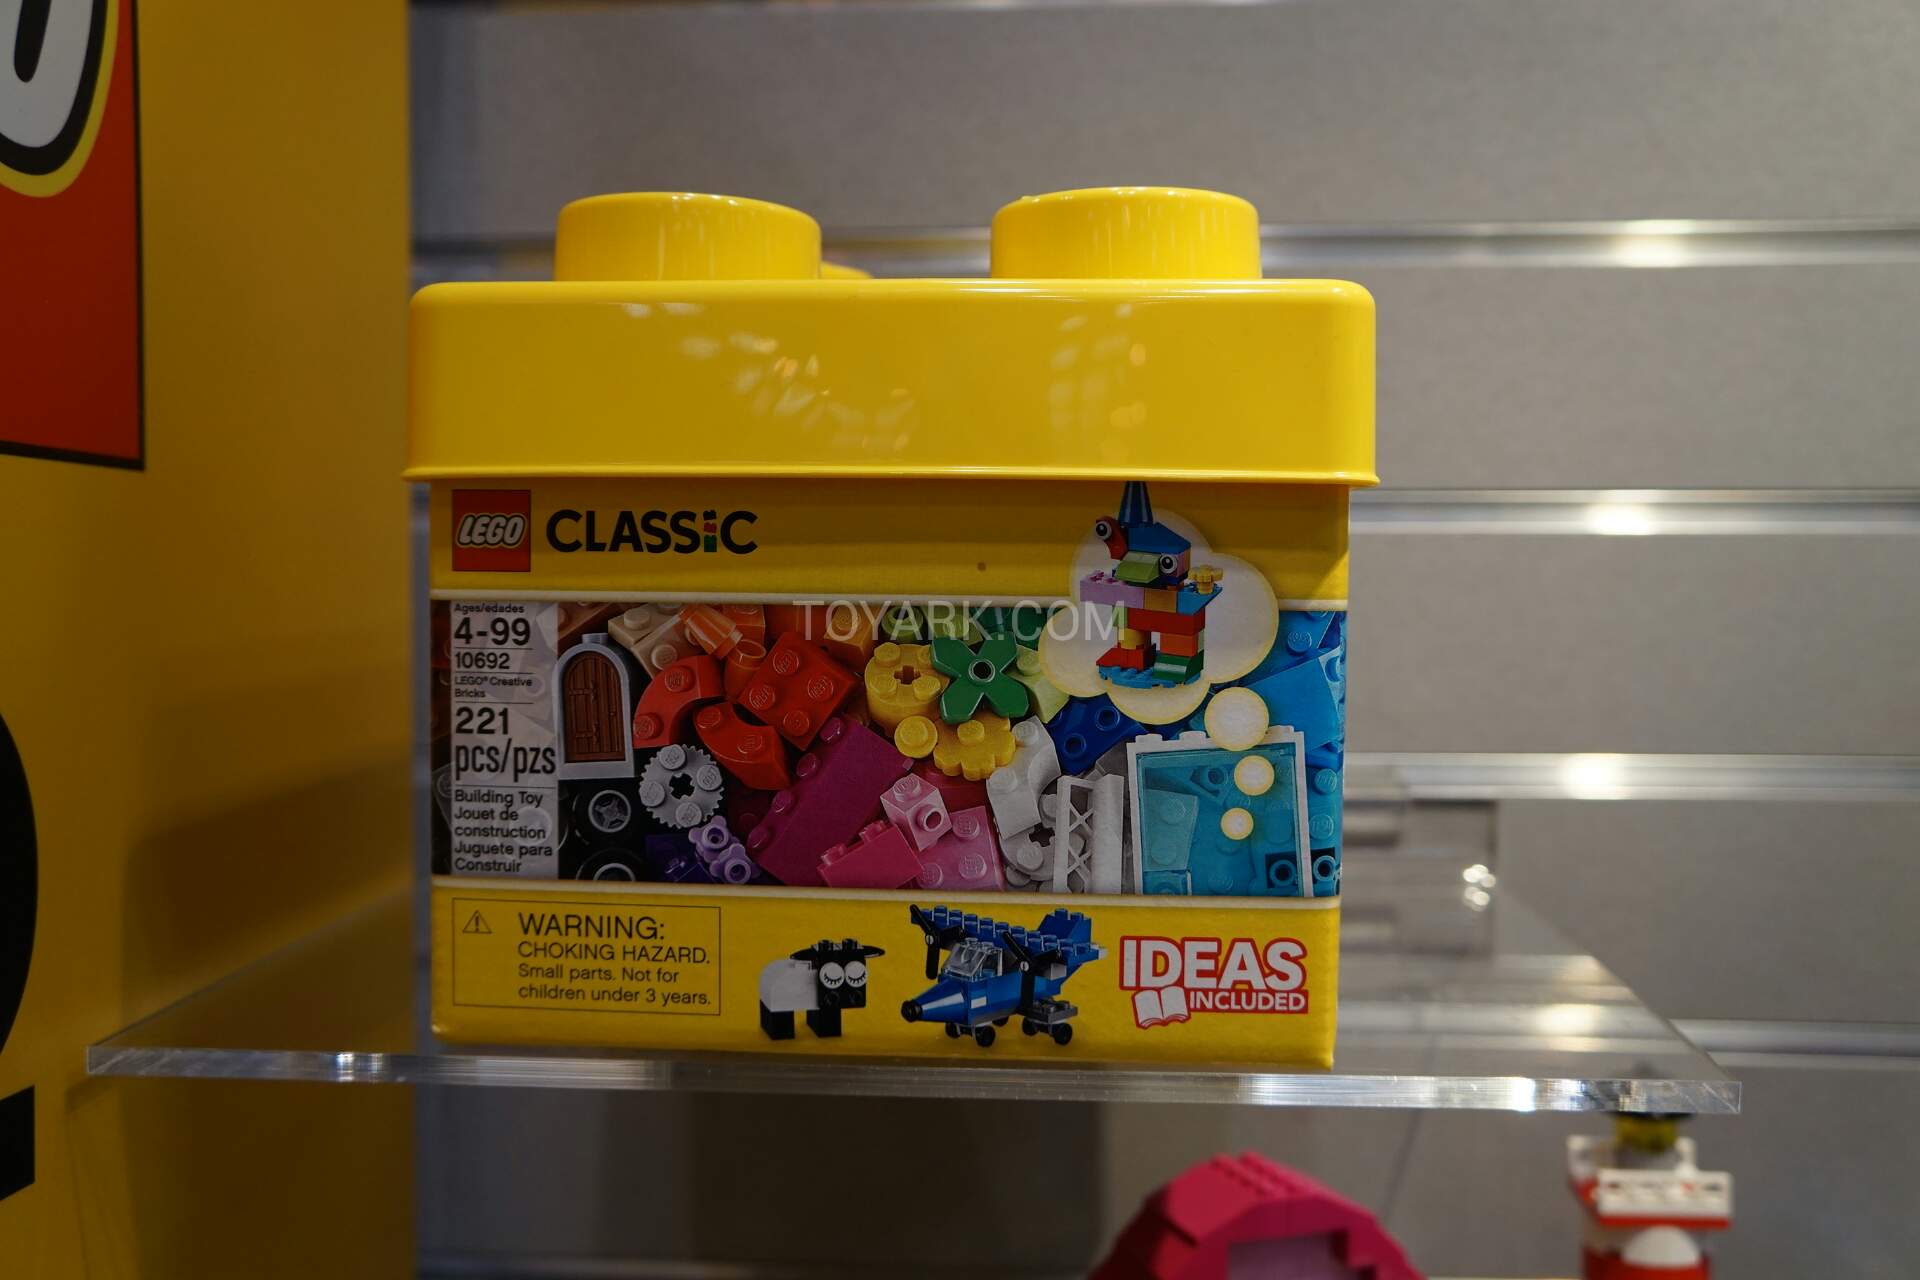 LEGO CLASSiC
Ages/edades
4-99
10692
LEGO® Creative
Bricks
221
pcs/pzs
Building Toy
Jouet de
construction
Juguete para
Construir
TOYARK.COM
WARNING:
CHOKING HAZARD.
Small parts. Not for
children under 3 years.
IDEAS
INCLUDED